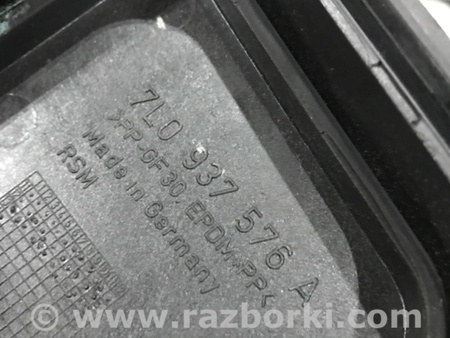 7L0 937 576 A
>PP-GF30, EPDM+PP<
Made in Germany
RSM
© - www.razborki.com -